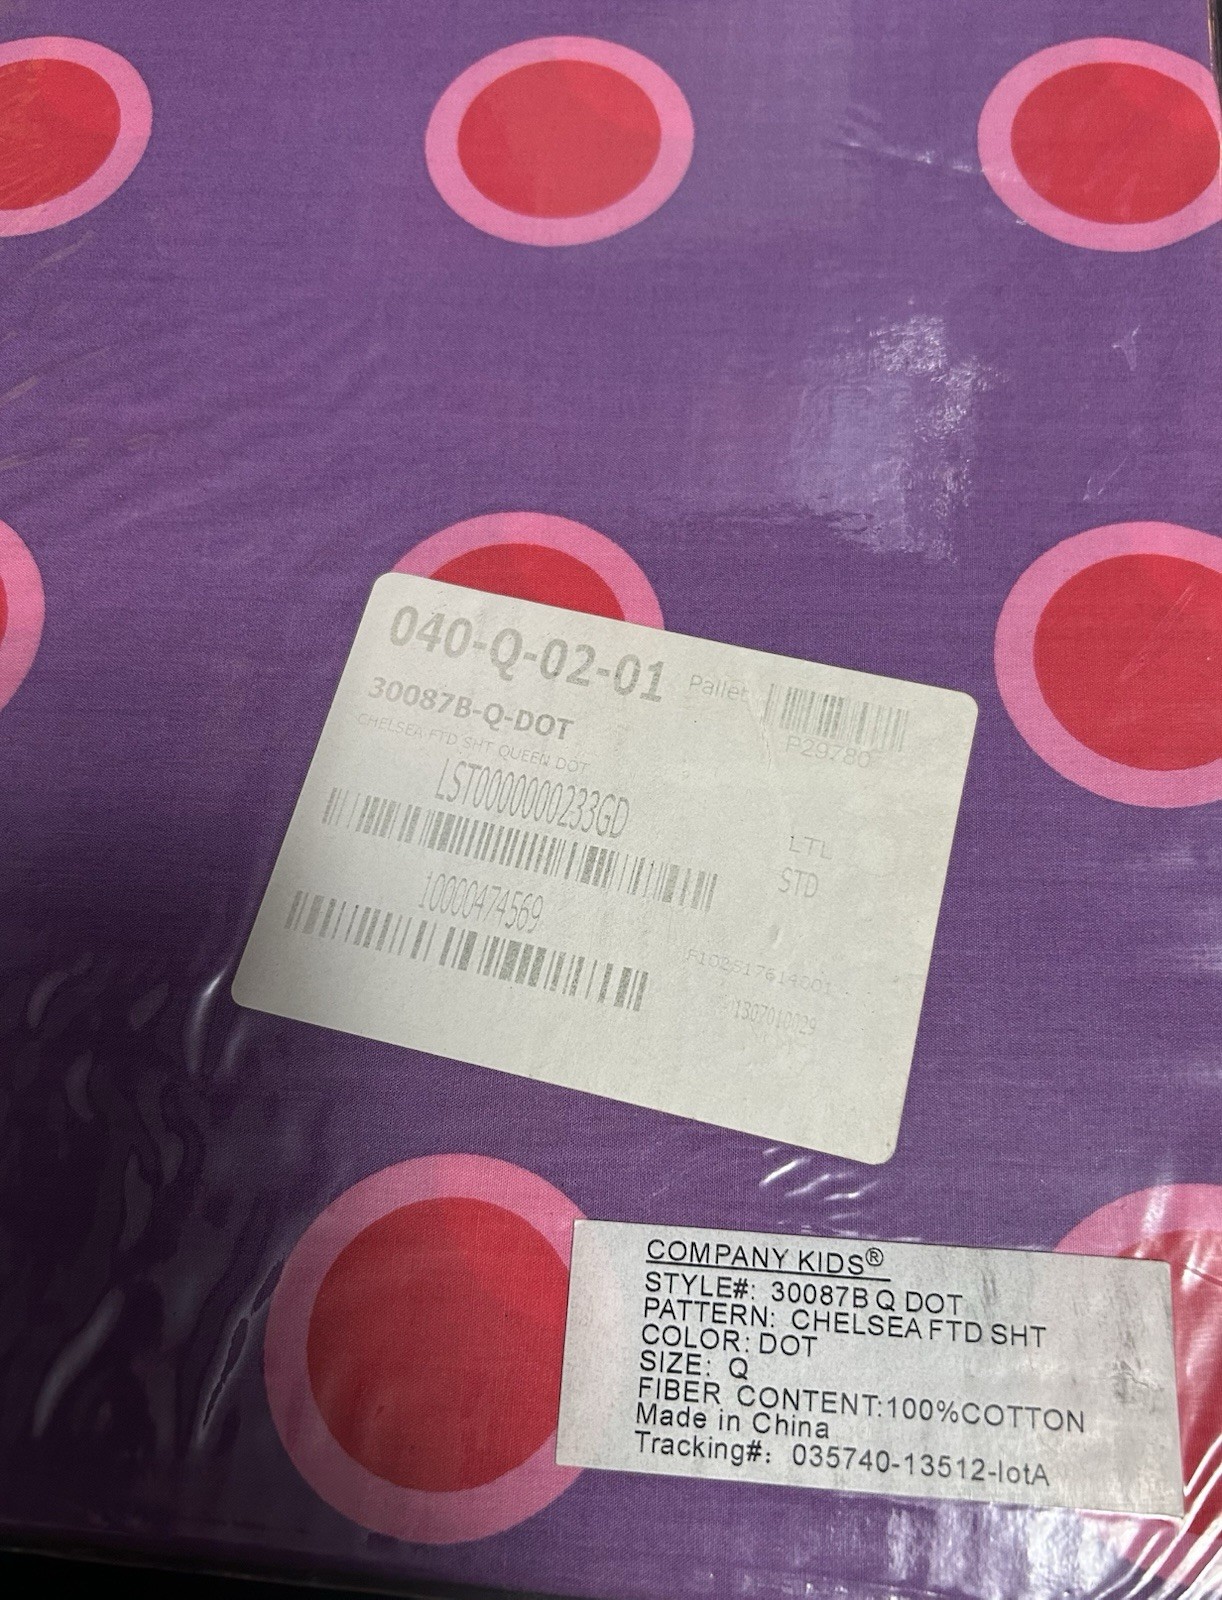 040-Q-02-01
Pallet
P29780
30087B-Q-DOT
CHELSEA FTD SHT QUEEN DOT
LST0000000233GD
LTL
STD
10000474569
1307010029
COMPANY KIDS®
STYLE#: 30087B Q DOT
PATTERN: CHELSEA FTD SHT
COLOR: DOT
SIZE: Q
FIBER CONTENT:100%COTTON
Made in China
Tracking#: 035740-13512-lotA